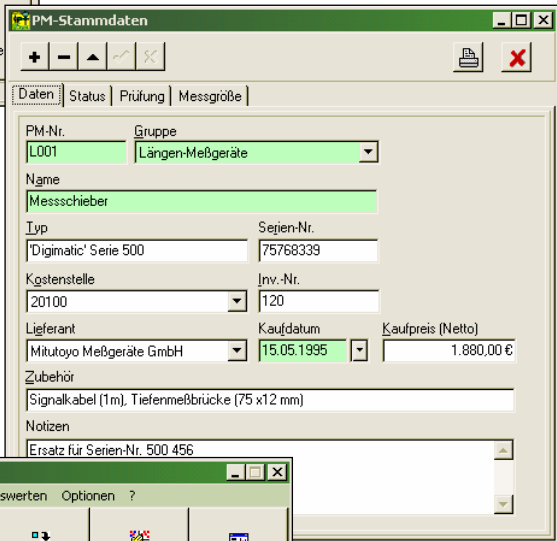 PM-Stammdaten
Daten Status Prüfung Messgröße
PM-Nr. Gruppe
L001 Längen-Meßgeräte
Name
Messschieber
Typ Serien-Nr.
'Digimatic' Serie 500 75768339
Kostenstelle Inv.-Nr.
20100 120
Lieferant Kaufdatum Kaufpreis (Netto)
Mitutoyo Meßgeräte GmbH 15.05.1995 1.880,00 €
Zubehör
Signalkabel (1m), Tiefenmeßbrücke (75 x12 mm)
Notizen
Ersatz für Serien-Nr. 500 456
swerten Optionen ?